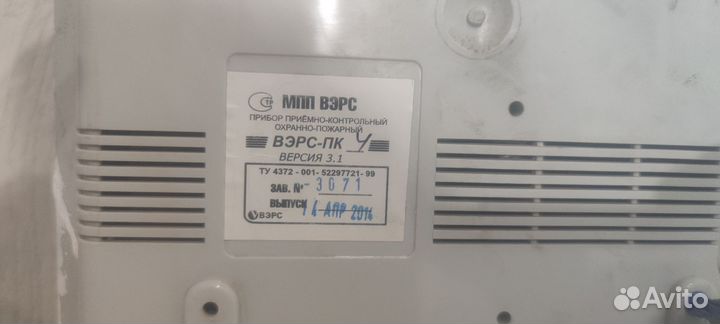 СТР МПП ВЭРС
ПРИБОР ПРИЁМНО-КОНТРОЛЬНЫЙ
ОХРАННО-ПОЖАРНЫЙ
ВЭРС-ПК 4
ВЕРСИЯ 3.1
ТУ 4372 - 001- 52297721- 99
ЗАВ. № 3071
ВЫПУСК 14 АПР 2014
ВЭРС
Avito